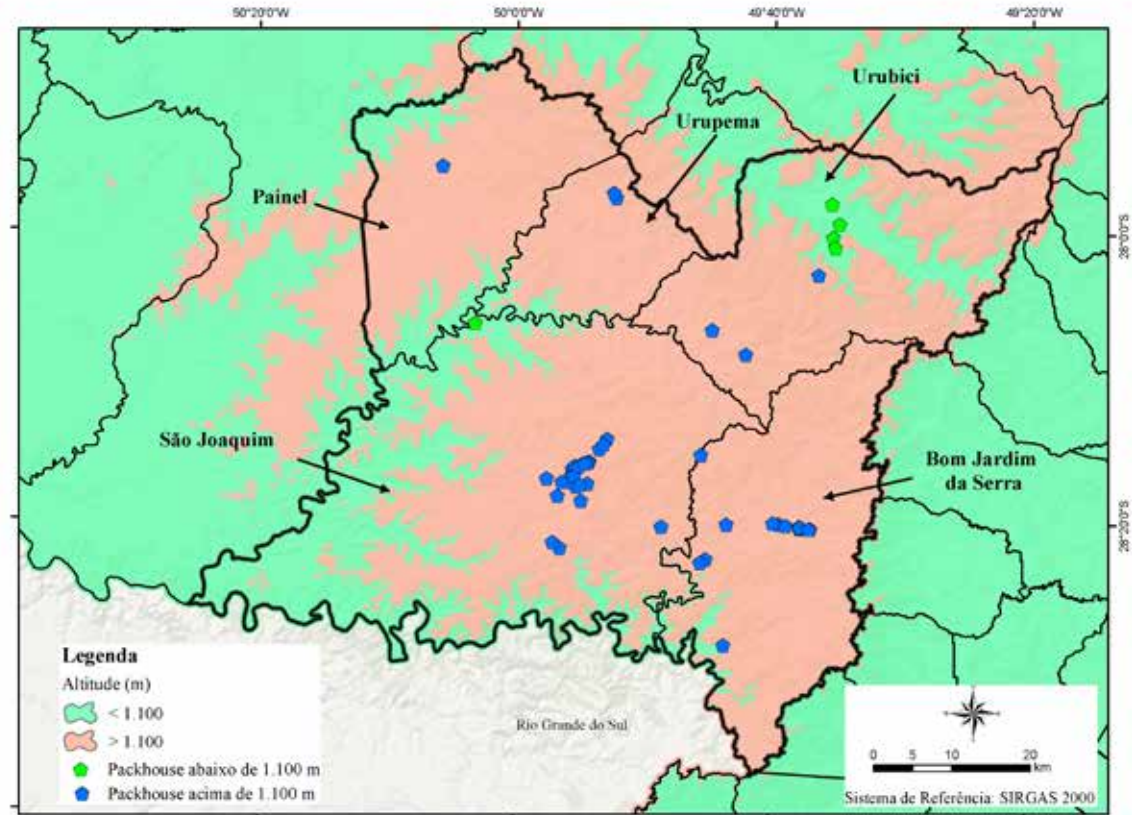 50°20'0"W
50°0'0"W
49°40'0"W
49°20'0"W
Urubici
Urupema
Painel
28°0'0"S
São Joaquim
Bom Jardim
da Serra
28°20'0"S
Legenda
Altitude (m)
< 1.100
> 1.100
Packhouse abaixo de 1.100 m
Packhouse acima de 1.100 m
Rio Grande do Sul
0 5 10 20
km
Sistema de Referência: SIRGAS 2000